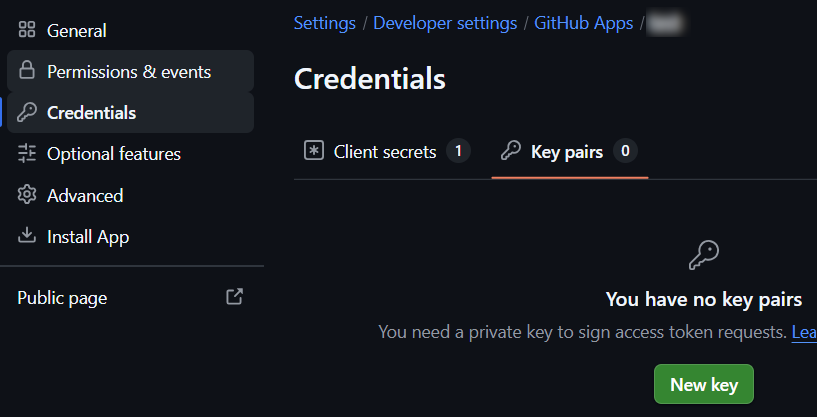 General
Permissions & events
Credentials
Optional features
Advanced
Install App
Public page
Settings / Developer settings / GitHub Apps /
Credentials
Client secrets 1 Key pairs 0
You have no key pairs
You need a private key to sign access token requests. Lea
New key